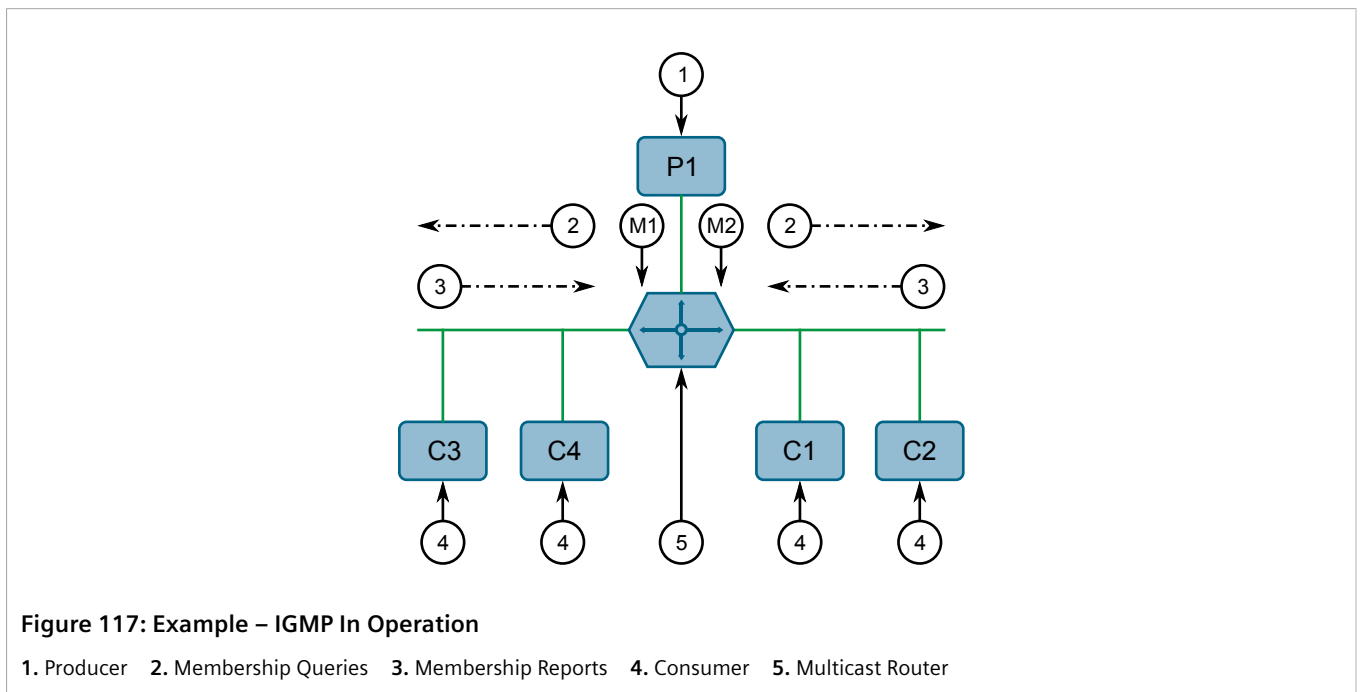 1
P1
2 M1 M2 2
3 3
C3 C4 C1 C2
4 4 5 4 4
Figure 117: Example – IGMP In Operation
1. Producer 2. Membership Queries 3. Membership Reports 4. Consumer 5. Multicast Router